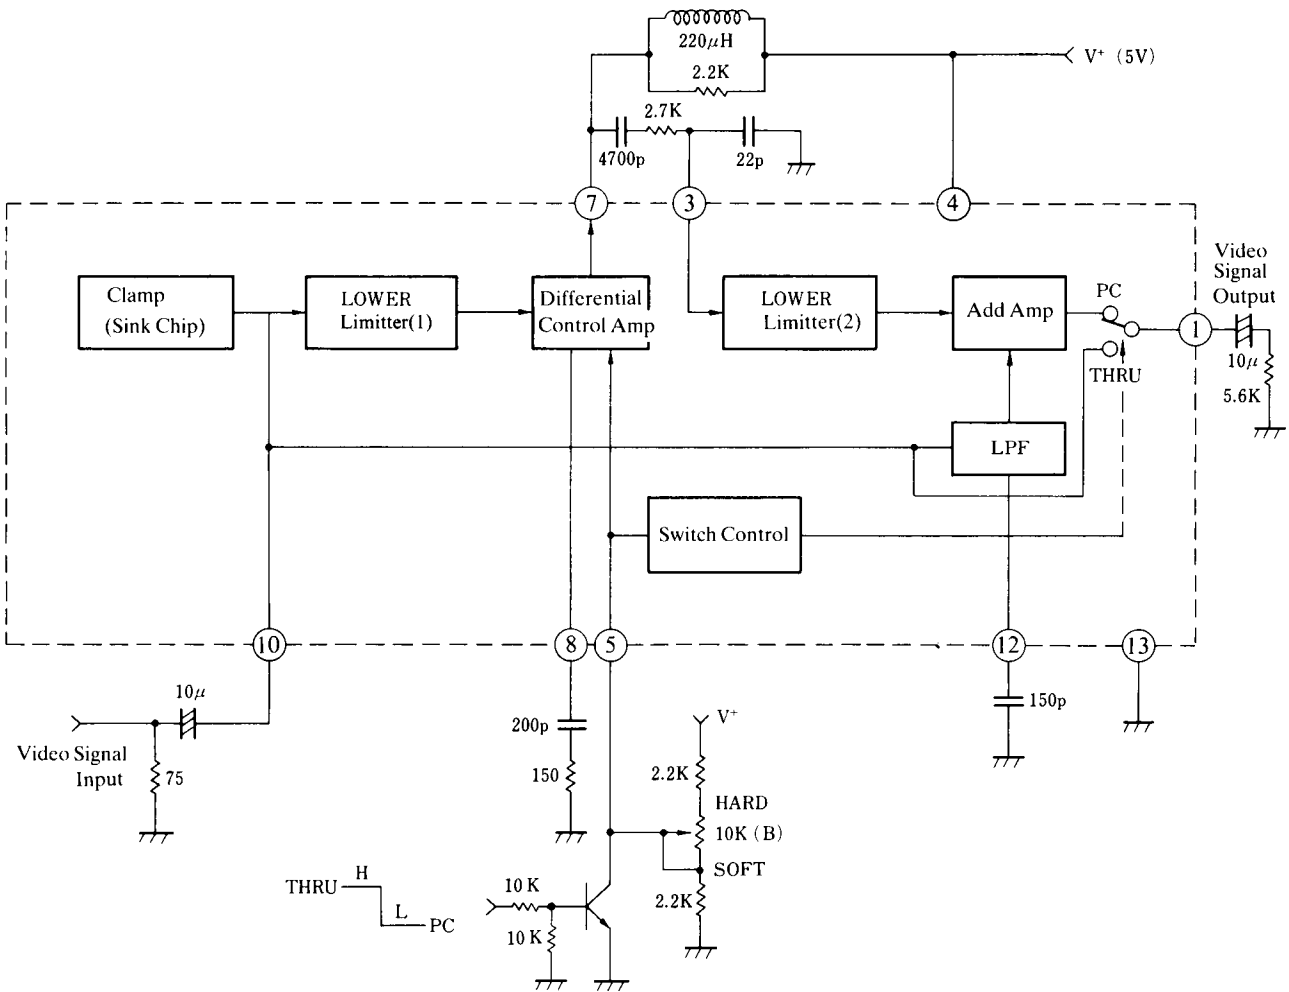 220μH
V+ (5V)
2.2K
2.7K
4700p
22p
7
3
4
Video
Signal
Output
Clamp
(Sink Chip)
LOWER
Limitter(1)
Differential
Control Amp
LOWER
Limitter(2)
Add Amp
PC
1
THRU
10μ
5.6K
LPF
Switch Control
10
8
5
12
13
10μ
Video Signal
Input
75
200p
150
V+
150p
2.2K
HARD
10K (B)
SOFT
2.2K
THRU
H
L
PC
10K
10K